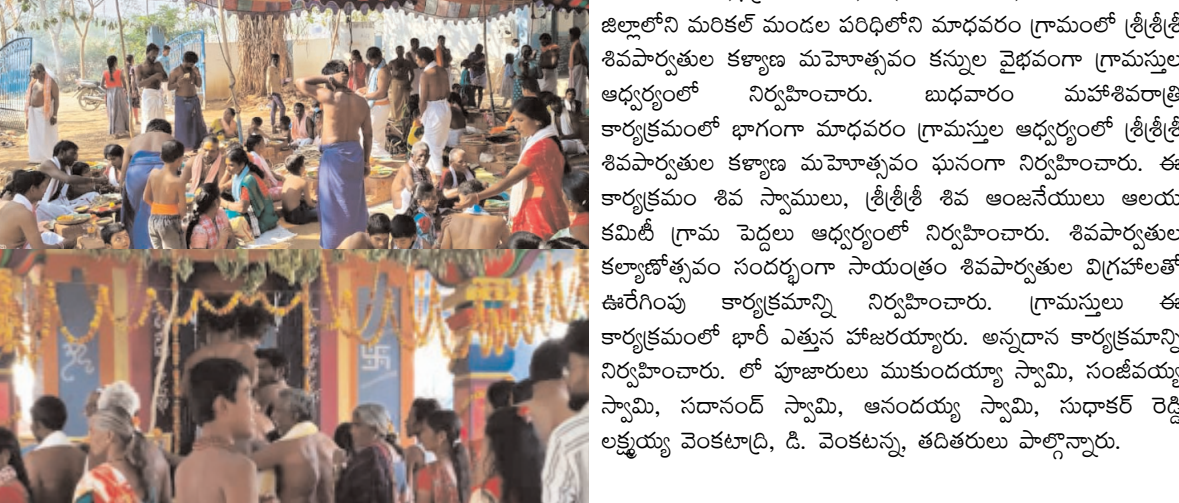 జిల్లాలోని మరికల్ మండల పరిధిలోని మాధవరం గ్రామంలో శ్రీశ్రీశ్రీ
శివపార్వతుల కళ్యాణ మహెూత్సవం కన్నుల వైభవంగా గ్రామస్తుల
ఆధ్వర్యంలో నిర్వహించారు. బుధవారం మహాశివరాత్రి
కార్యక్రమంలో భాగంగా మాధవరం గ్రామస్తుల ఆధ్వర్యంలో శ్రీశ్రీశ్రీ
శివపార్వతుల కళ్యాణ మహెూత్సవం ఘనంగా నిర్వహించారు. ఈ
కార్యక్రమం శివ స్వాములు, శ్రీశ్రీశ్రీ శివ ఆంజనేయులు ఆలయ
కమిటీ గ్రామ పెద్దలు ఆధ్వర్యంలో నిర్వహించారు. శివపార్వతుల
కల్యాణోత్సవం సందర్భంగా సాయంత్రం శివపార్వతుల విగ్రహాలతో
ఊరేగింపు కార్యక్రమాన్ని నిర్వహించారు. గ్రామస్తులు ఈ
కార్యక్రమంలో భారీ ఎత్తున హాజరయ్యారు. అన్నదాన కార్యక్రమాన్ని
నిర్వహించారు. లో పూజారులు ముకుందయ్యా స్వామి, సంజీవయ్య
స్వామి, సదానంద్ స్వామి, ఆనందయ్య స్వామి, సుధాకర్ రెడ్డి
లక్ష్మయ్య వెంకటాద్రి, డి. వెంకటన్న, తదితరులు పాల్గొన్నారు.